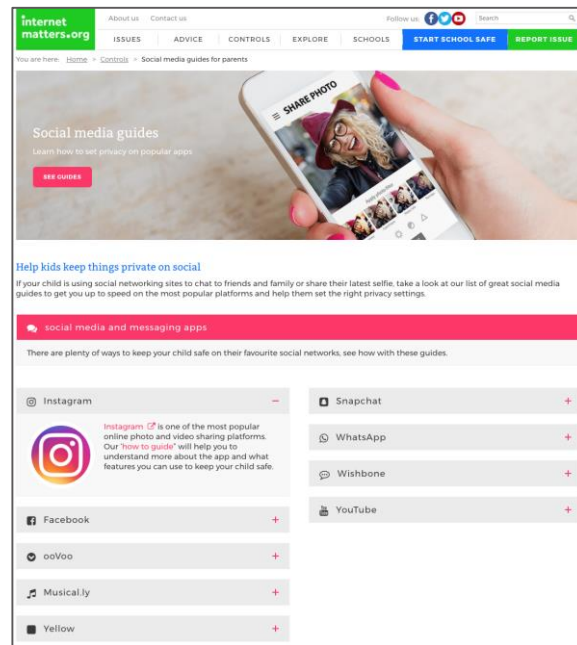 internet
matters.org
About us Contact us
Follow us
Search
ISSUES ADVICE CONTROLS EXPLORE SCHOOLS START SCHOOL SAFE REPORT ISSUE
You are here: Home > Controls > Social media guides for parents
Social media guides
Learn how to set privacy on popular apps
SEE GUIDES
SHARE PHOTO
Apply photo filter
Help kids keep things private on social
If your child is using social networking sites to chat to friends and family or share their latest selfie, take a look at our list of great social media
guides to get you up to speed on the most popular platforms and help them set the right privacy settings.
social media and messaging apps
There are plenty of ways to keep your child safe on their favourite social networks, see how with these guides.
Instagram −
Instagram is one of the most popular
online photo and video sharing platforms.
Our "how to guide" will help you to
understand more about the app and what
features you can use to keep your child safe.
Facebook +
ooVoo +
Musical.ly +
Yellow +
Snapchat +
WhatsApp +
Wishbone +
YouTube +